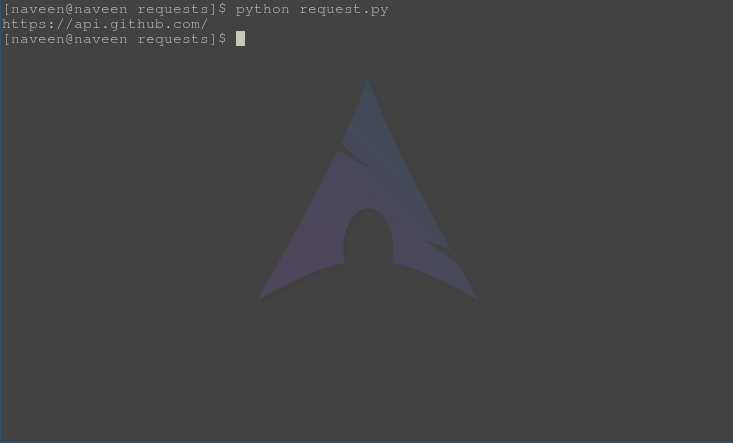 [naveen@naveen requests]$ python request.py
https://api.github.com/
[naveen@naveen requests]$